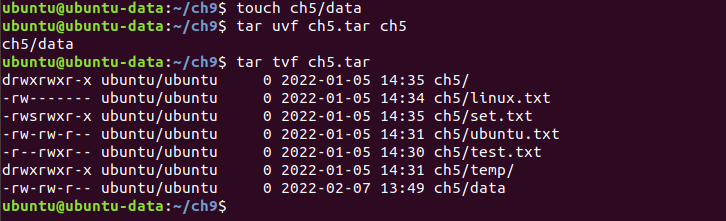 ubuntu@ubuntu-data:~/ch9$ touch ch5/data
ubuntu@ubuntu-data:~/ch9$ tar uvf ch5.tar ch5
ch5/data
ubuntu@ubuntu-data:~/ch9$ tar tvf ch5.tar
drwxrwxr-x ubuntu/ubuntu     0 2022-01-05 14:35 ch5/
-rw------- ubuntu/ubuntu     0 2022-01-05 14:34 ch5/linux.txt
-rwsrwxr-x ubuntu/ubuntu     0 2022-01-05 14:35 ch5/set.txt
-rw-rw-r-- ubuntu/ubuntu     0 2022-01-05 14:31 ch5/ubuntu.txt
-r--rwxr-- ubuntu/ubuntu     0 2022-01-05 14:30 ch5/test.txt
drwxrwxr-x ubuntu/ubuntu     0 2022-01-05 14:31 ch5/temp/
-rw-rw-r-- ubuntu/ubuntu     0 2022-02-07 13:49 ch5/data
ubuntu@ubuntu-data:~/ch9$